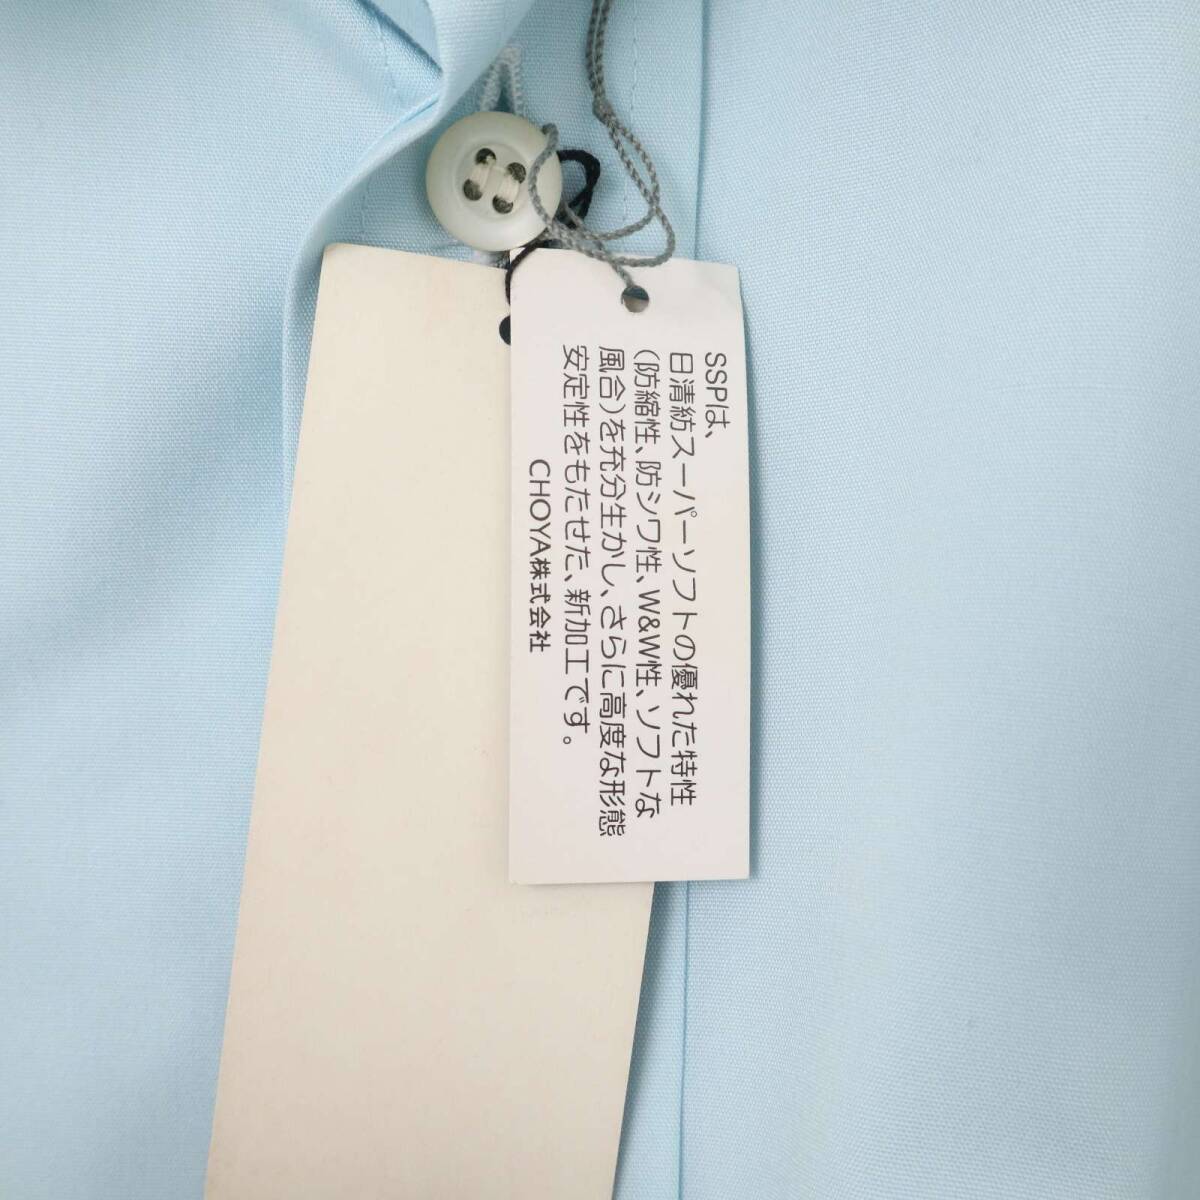 SSPは、
日清紡スーパーソフトの優れた特性
(防縮性、防シワ性、W&W性、ソフトな
風合)を充分生かし、さらに高度な形態
安定性をもたせた、新加工です。
CHOYA株式会社